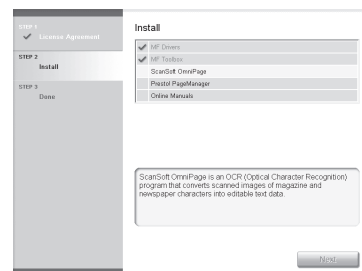 STEP 1
License Agreement
STEP 2
Install
STEP 3
Done
Install
MF Drivers
MF Toolbox
ScanSoft OmniPage
Presto! PageManager
Online Manuals
ScanSoft OmniPage is an OCR (Optical Character Recognition)
program that converts scanned images of magazine and
newspaper characters into editable text data.
Next